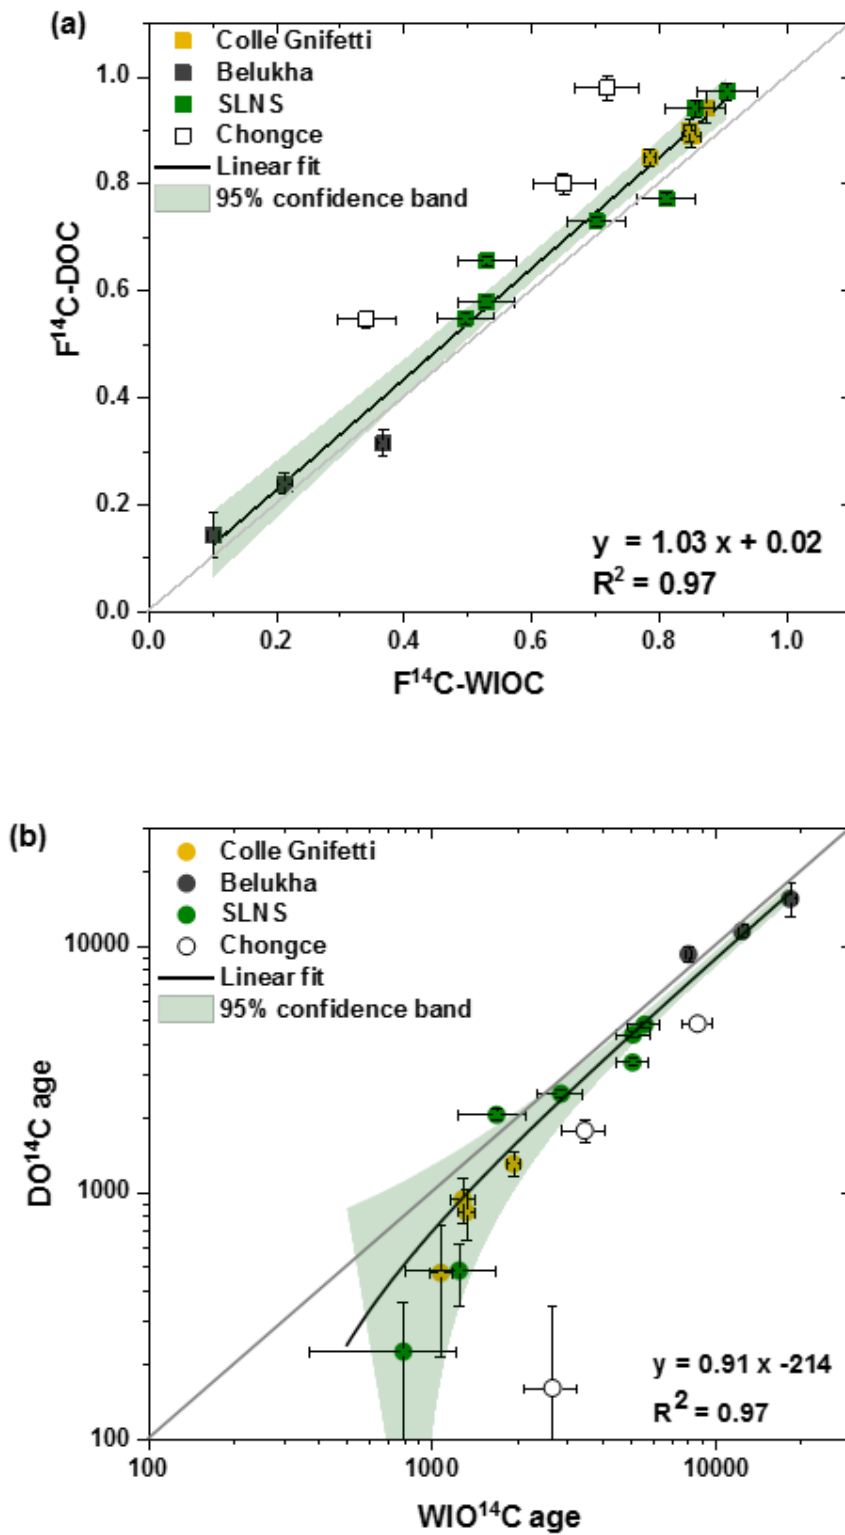 (a)
Colle Gnifetti
Belukha
SLNS
Chongce
Linear fit
95% confidence band
1.0
0.8
0.6
0.4
0.2
0.0
F¹⁴C-DOC
y = 1.03 x + 0.02
R² = 0.97
0.0 0.2 0.4 0.6 0.8 1.0
F¹⁴C-WIOC
(b)
Colle Gnifetti
Belukha
SLNS
Chongce
Linear fit
95% confidence band
10000
1000
100
DO¹⁴C age
y = 0.91 x -214
R² = 0.97
100 1000 10000
WIO¹⁴C age